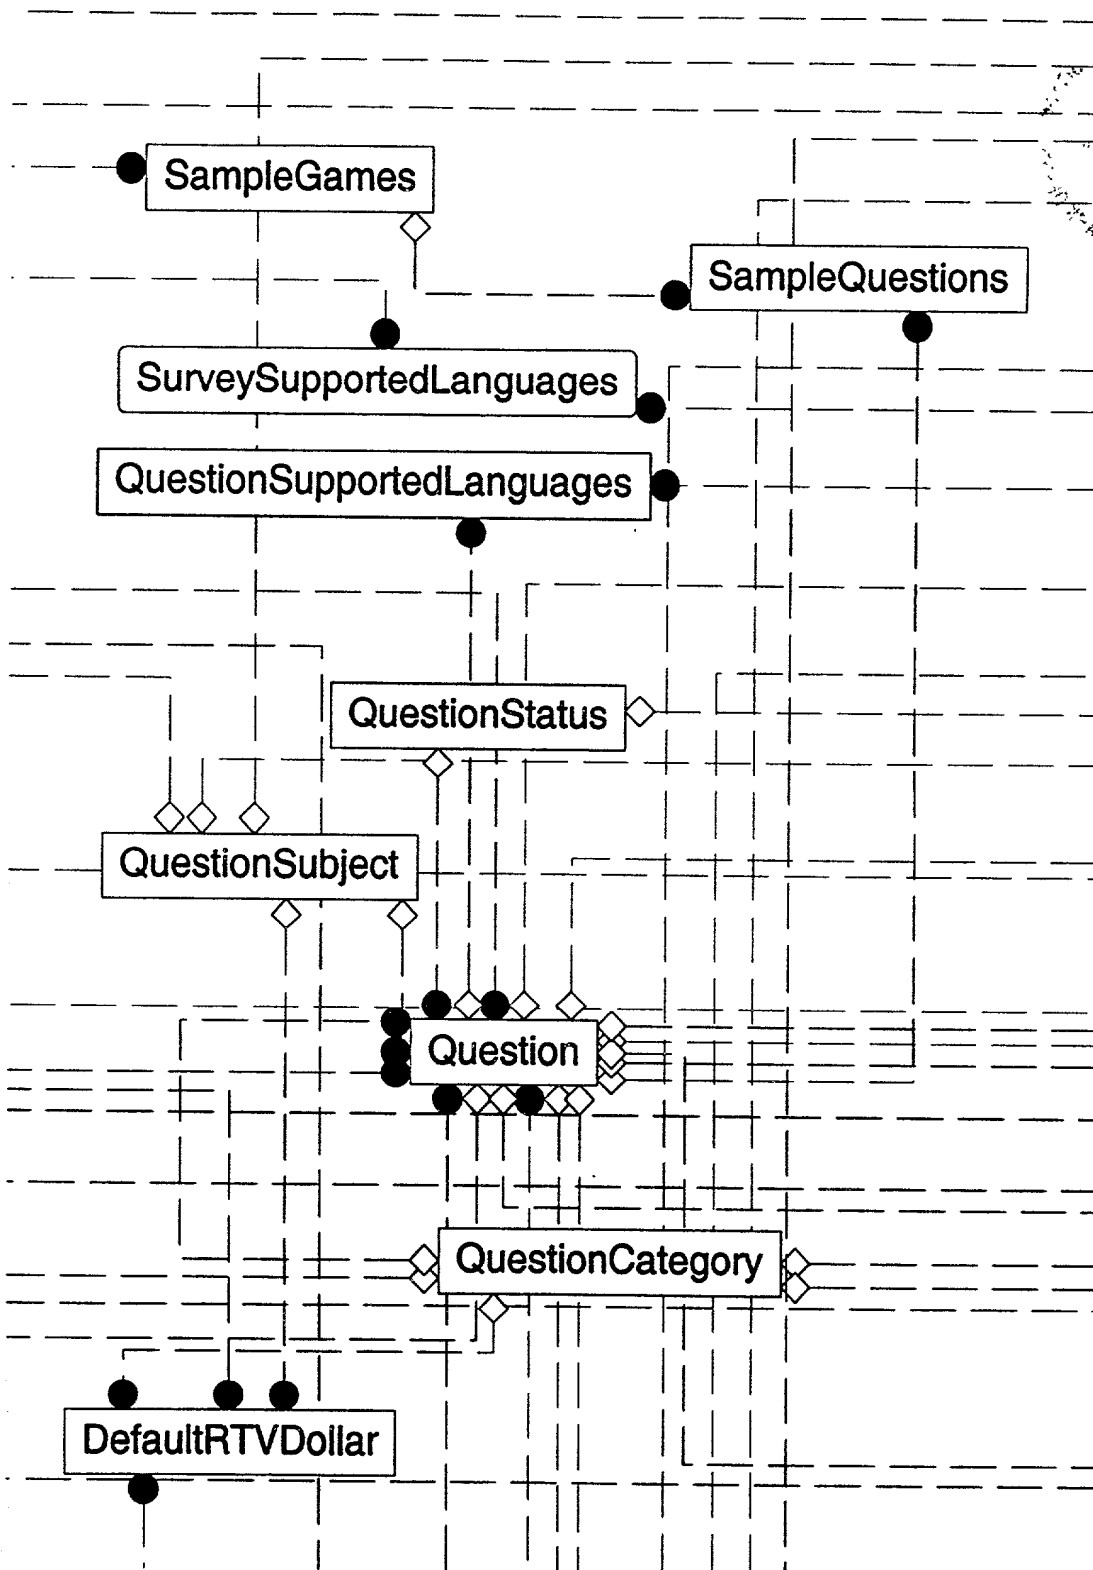 SampleGames
SampleQuestions
SurveySupportedLanguages
QuestionSupportedLanguages
QuestionStatus
QuestionSubject
Question
QuestionCategory
DefaultRTVDollar